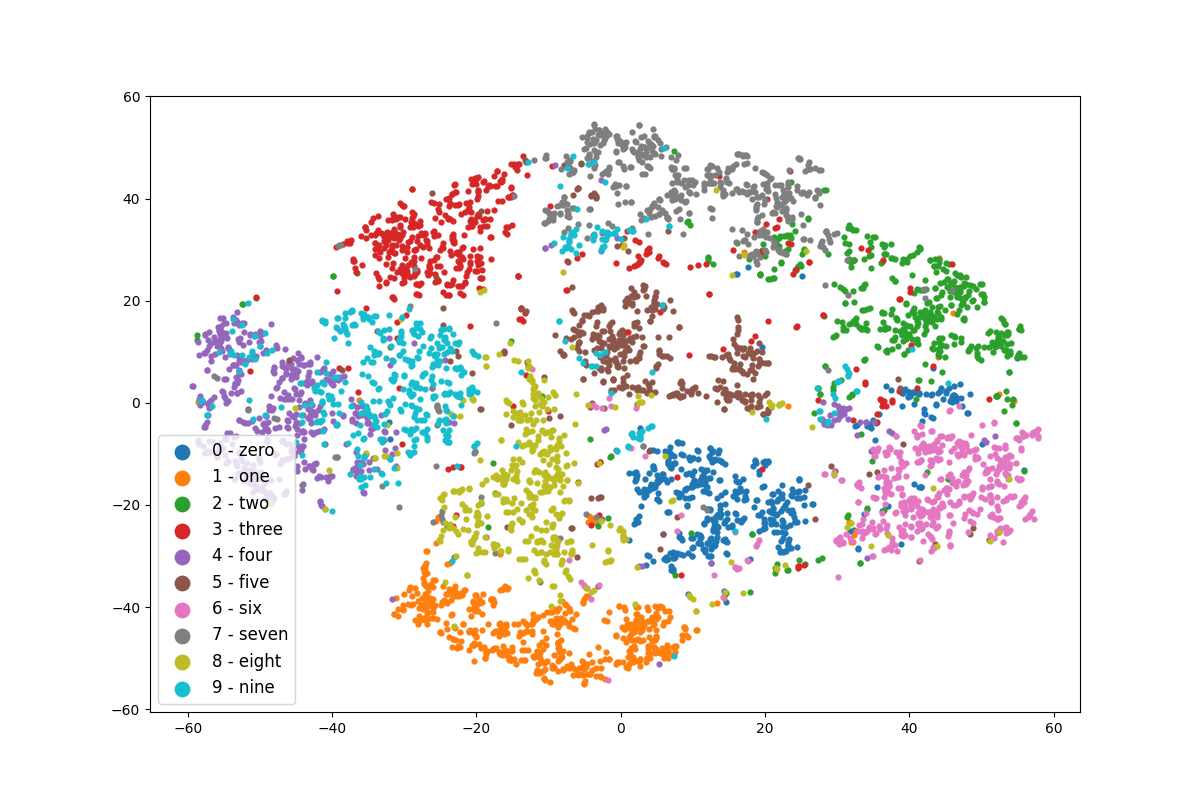 60
40
20
0
−20
−40
−60
0 - zero
1 - one
2 - two
3 - three
4 - four
5 - five
6 - six
7 - seven
8 - eight
9 - nine
−60 −40 −20 0 20 40 60